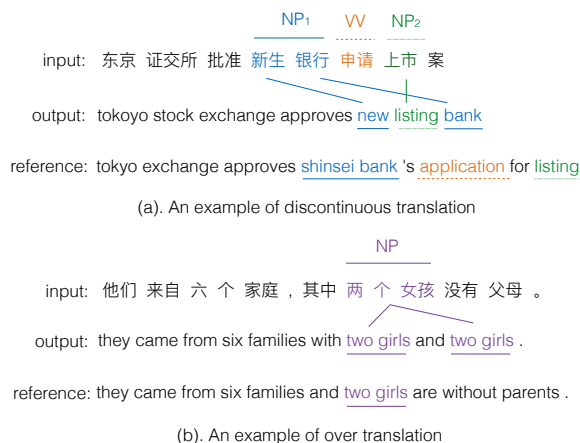 NP1 VV NP2
input: 东京 证交所 批准 新生 银行 申请 上市 案
output: tokoyo stock exchange approves new listing bank
reference: tokyo exchange approves shinsei bank 's application for listing
(a). An example of discontinuous translation
NP
input: 他们 来自 六 个 家庭 , 其中 两 个 女孩 没有 父母 。
output: they came from six families with two girls and two girls .
reference: they came from six families and two girls are without parents .
(b). An example of over translation